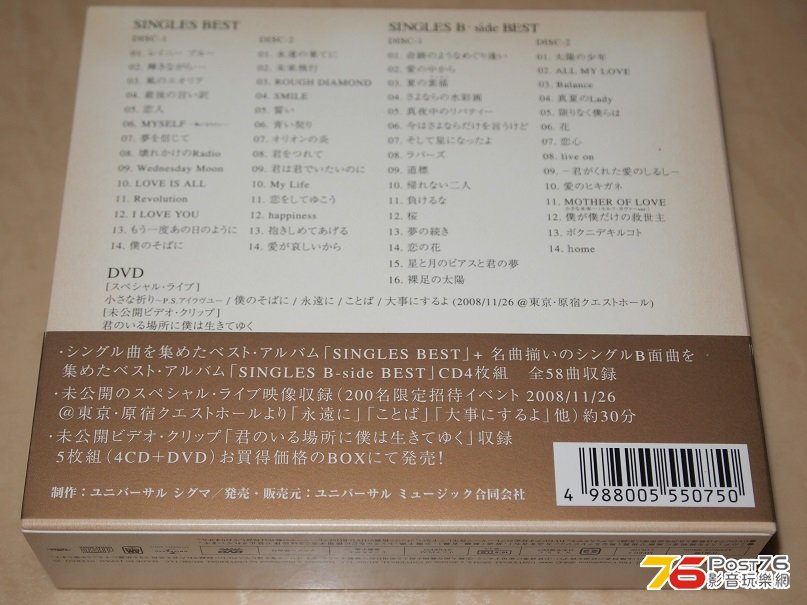 SINGLES BEST
DISC-1
01. レイニー ブルー
02. 輝きながら…
03. 風のエオリア
04. 最後の言い訳
05. 恋人
06. MYSELF
07. 夢を信じて
08. 壊れかけのRadio
09. Wednesday Moon
10. LOVE IS ALL
11. Revolution
12. I LOVE YOU
13. もう一度あの日のように
14. 僕のそばに
DISC-2
01. 永遠の果てに
02. 未来飛行
03. ROUGH DIAMOND
04. SMILE
05. 誓い
06. 青い契り
07. オリオンの炎
08. 君をつれて
09. 君は君でいたいのに
10. My Life
11. 恋をしてゆこう
12. happiness
13. 抱きしめてあげる
14. 愛が哀しいから
SINGLES B-side BEST
DISC-1
01. 奇跡のようなめぐり逢い
02. 愛の中から
03. 夏の裏描
04. さよならの水彩画
05. 真夜中のリバティー
06. 今はさよならだけを言うけど
07. そして星になったよ
08. ラバーズ
09. 道標
10. 帰れない二人
11. 負けるな
12. 桜
13. 夢の続き
14. 恋の花
15. 星と月のピアスと君の夢
16. 裸足の太陽
DISC-2
01. 太陽の少年
02. ALL MY LOVE
03. Balance
04. 真夏のLady
05. 頼りなく僕らは
06. 花
07. 恋心
08. live on
09. −君がくれた愛のしるし−
10. 愛のヒキガネ
11. MOTHER OF LOVE
12. 僕が僕だけの救世主
13. ボクニデキルコト
14. home
DVD
[スペシャル・ライブ]
小さな祈り〜P.S.アイラヴユー / 僕のそばに / 永遠に / ことば / 大事にするよ (2008/11/26 @東京・原宿クエストホール)
[未公開ビデオ・クリップ]
君のいる場所に僕は生きてゆく
・シングル曲を集めたベスト・アルバム「SINGLES BEST」+ 名曲揃いのシングルB面曲を
集めたベスト・アルバム「SINGLES B-side BEST」CD4枚組 全58曲収録
・未公開のスペシャル・ライブ映像収録(200名限定招待イベント 2008/11/26
@東京・原宿クエストホールより「永遠に」「ことば」「大事にするよ」他)約30分
・未公開ビデオ・クリップ「君のいる場所に僕は生きてゆく」収録
5枚組(4CD+DVD)お買得価格のBOXにて発売!
制作:ユニバーサル シグマ/発売・販売元:ユニバーサル ミュージック合同会社
4 988005 550750
76 Post76
影音玩樂網